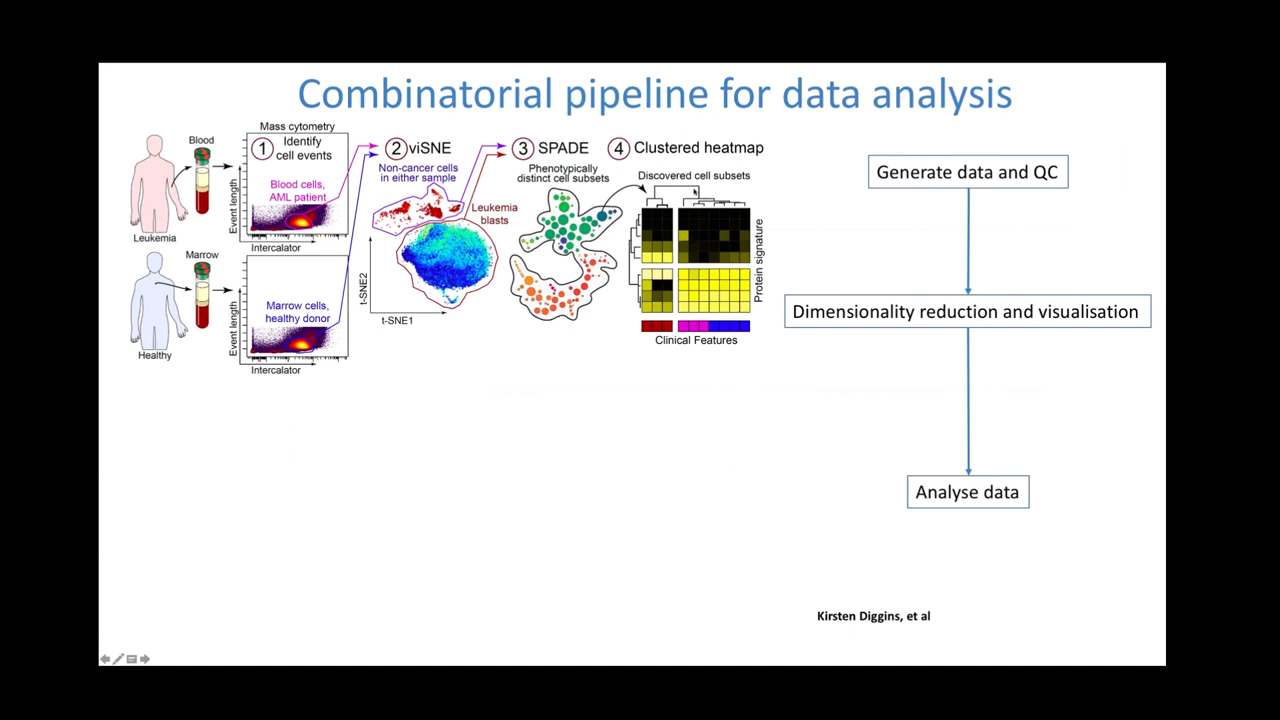 Combinatorial pipeline for data analysis
Mass cytometry
Blood
1 Identify
cell events
Blood cells,
AML patient
Event length
Intercalator
Leukemia
Marrow
Marrow cells,
healthy donor
Event length
Intercalator
Healthy
2 viSNE
Non-cancer cells
in either sample
Leukemia
blasts
t-SNE2
t-SNE1
3 SPADE
Phenotypically
distinct cell subsets
4 Clustered heatmap
Discovered cell subsets
Protein signature
Clinical Features
Generate data and QC
Dimensionality reduction and visualisation
Analyse data
Kirsten Diggins, et al